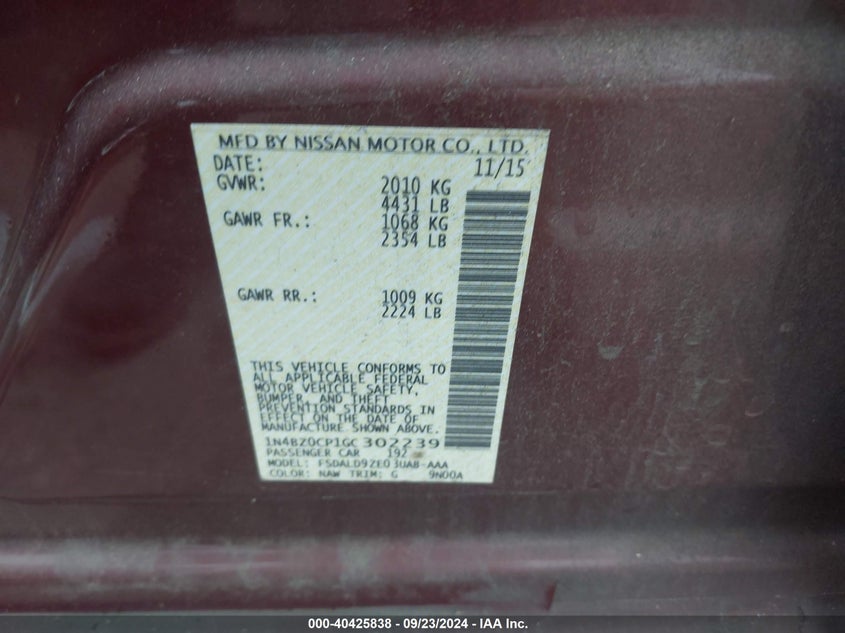 MFD BY NISSAN MOTOR CO., LTD.
DATE: 11/15
GVWR: 2010 KG
4431 LB
GAWR FR.: 1068 KG
2354 LB
GAWR RR.: 1009 KG
2224 LB
THIS VEHICLE CONFORMS TO
ALL APPLICABLE FEDERAL
MOTOR VEHICLE SAFETY,
BUMPER, AND THEFT
PREVENTION STANDARDS IN
EFFECT ON THE DATE OF
MANUFACTURE SHOWN ABOVE.
1N4BZ0CP1GC302239
PASSENGER CAR 192
MODEL: FSDALD9ZE03UAB-AAA
COLOR: NAW TRIM: G 9N00A
000-40425838 - 09/23/2024 - IAA Inc.